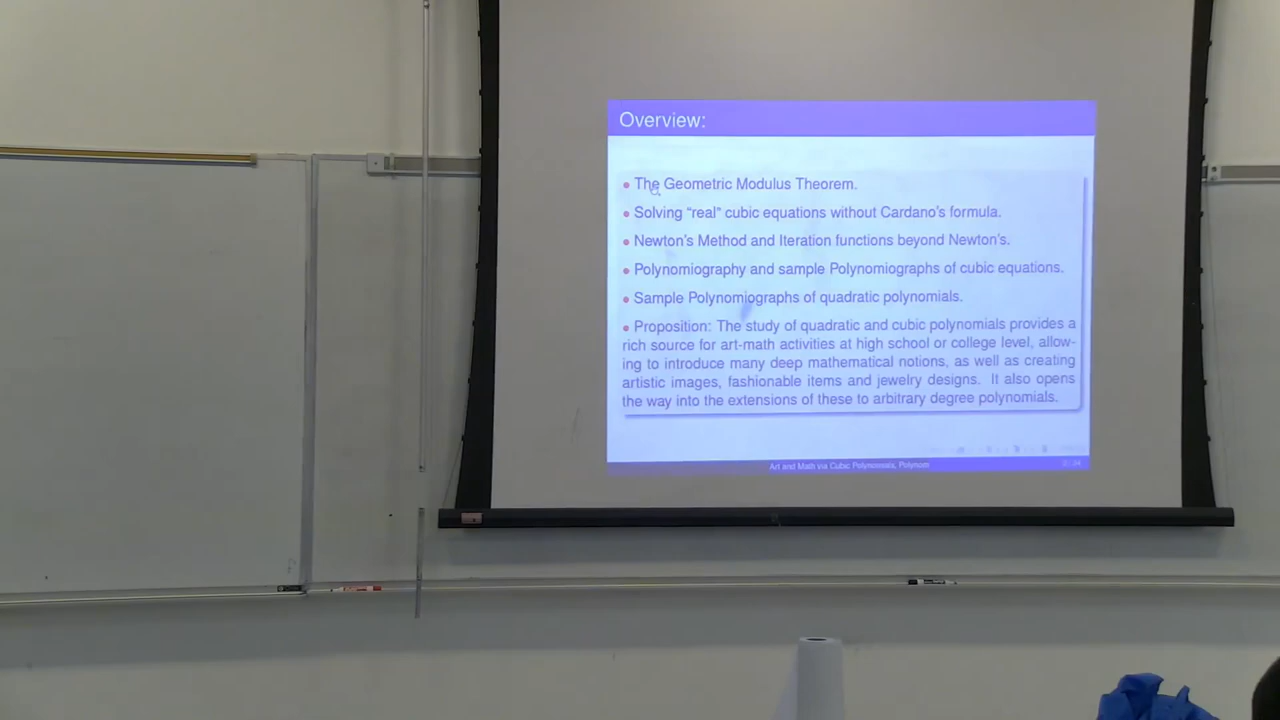 Overview:
• The Geometric Modulus Theorem.
• Solving “real” cubic equations without Cardano’s formula.
• Newton’s Method and Iteration functions beyond Newton’s.
• Polynomiography and sample Polynomiographs of cubic equations.
• Sample Polynomiographs of quadratic polynomials.
• Proposition: The study of quadratic and cubic polynomials provides a
rich source for art-math activities at high school or college level, allow-
ing to introduce many deep mathematical notions, as well as creating
artistic images, fashionable items and jewelry designs. It also opens
the way into the extensions of these to arbitrary degree polynomials.
Art and Math via Cubic Polynomials, Polynom